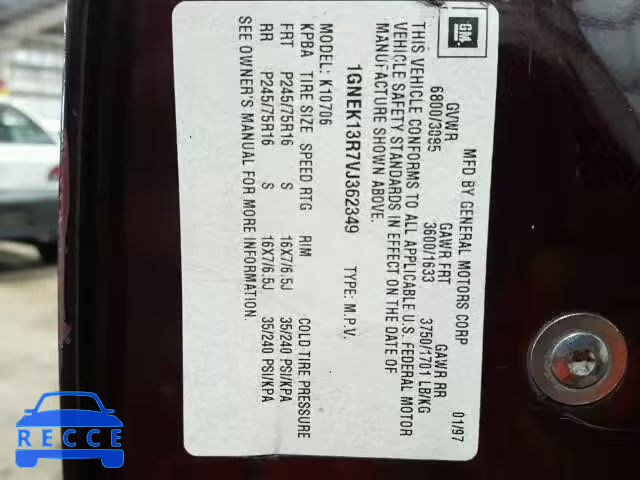 GM
MFD BY GENERAL MOTORS CORP 01/97
GVWR GAWR FRT GAWR RR
6800/3085 3600/1633 3750/1701 LB/KG
THIS VEHICLE CONFORMS TO ALL APPLICABLE U.S. FEDERAL MOTOR
VEHICLE SAFETY STANDARDS IN EFFECT ON THE DATE OF
MANUFACTURE SHOWN ABOVE.
1GNEK13R7VJ362349 TYPE: M.P.V.
MODEL: K10706
KPBA TIRE SIZE SPEED RTG RIM COLD TIRE PRESSURE
FRT P245/75R16 S 16X7/6.5J 35/240 PSI/KPA
RR P245/75R16 S 16X7/6.5J 35/240 PSI/KPA
SEE OWNER'S MANUAL FOR MORE INFORMATION.
RECCE